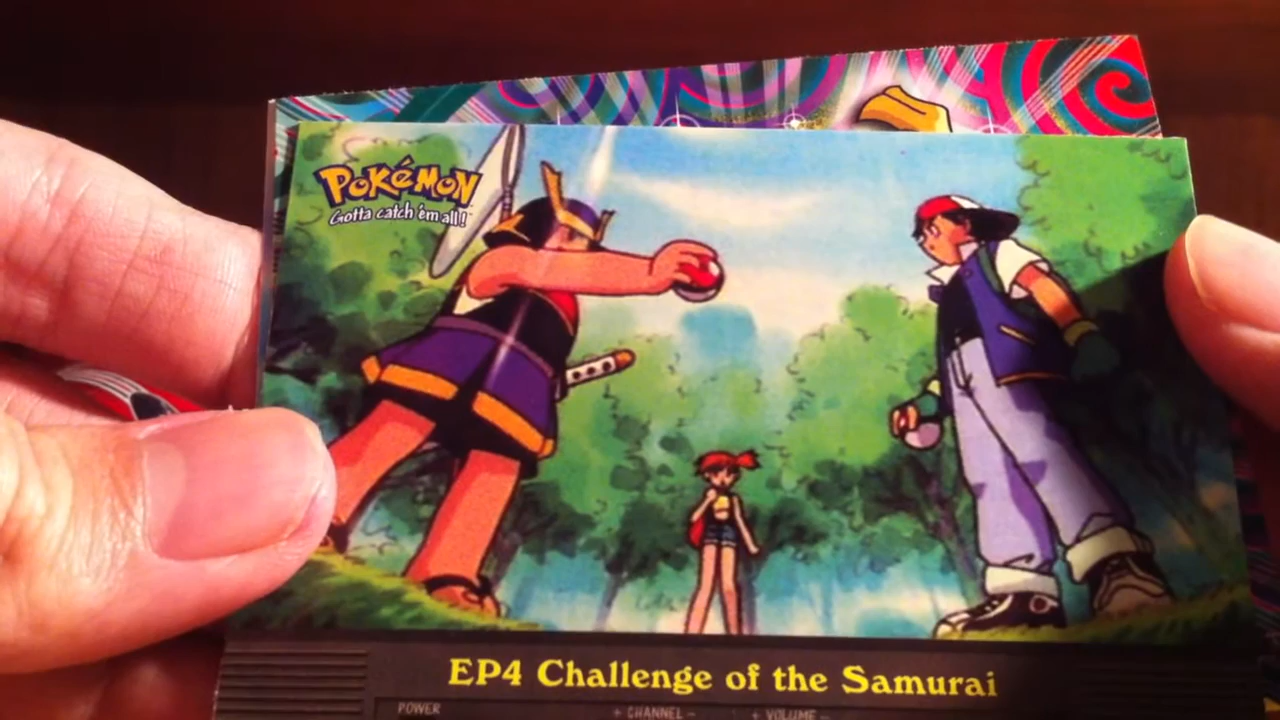 POKéMON
Gotta catch 'em all!
EP4 Challenge of the Samurai
POWER
+ CHANNEL -
+ VOLUME -